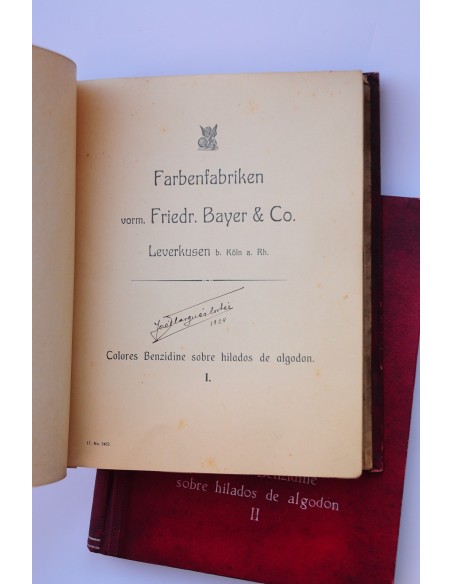 Farbenfabriken
vorm. Friedr. Bayer & Co.
Leverkusen b. Köln a. Rh.
1924
Colores Benzidine sobre hilados de algodon.
I.
Benzidine
sobre hilados de algodon
II